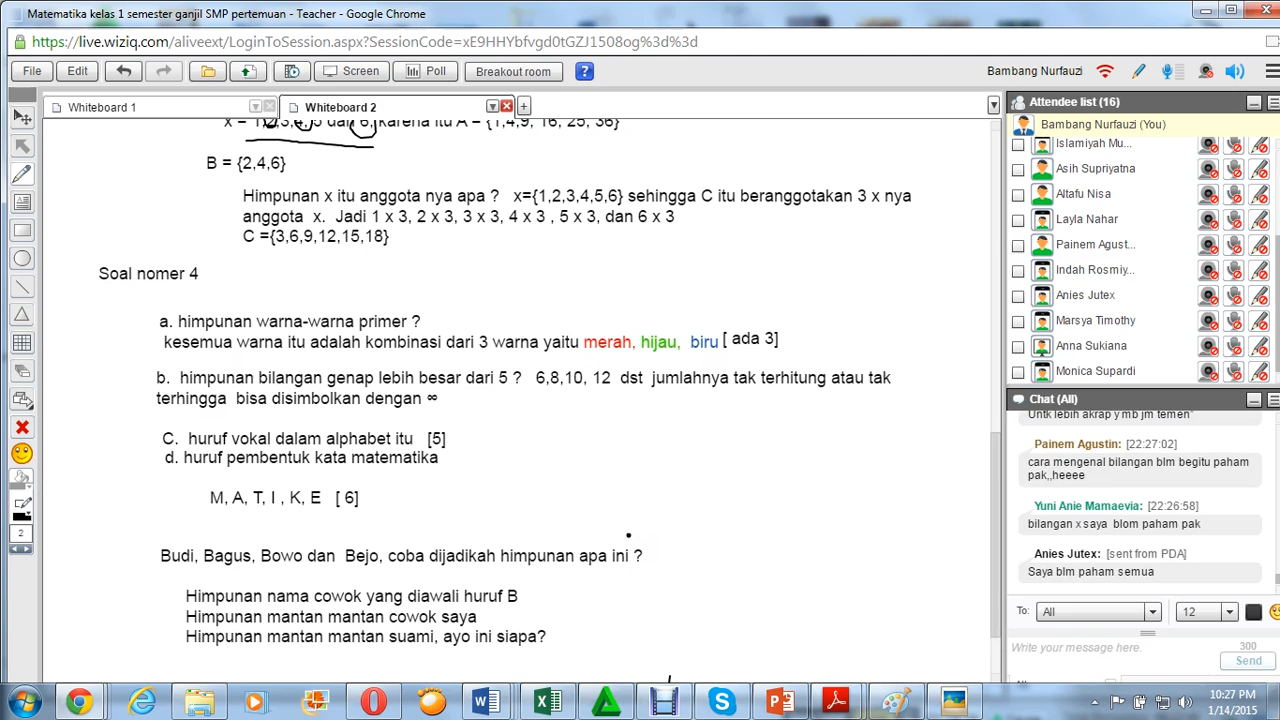 Matematika kelas 1 semester ganjil SMP pertemuan - Teacher - Google Chrome
https://live.wiziq.com/aliveext/LoginToSession.aspx?SessionCode=xE9HHYbfvgd0tGZJ1508og%3d%3d
File Edit Screen Poll Breakout room ? Bambang Nurfauzi
Whiteboard 1 Whiteboard 2
x = 1,2,3,4, 5 dan 6, karena itu A = {1,4,9, 16, 25, 36}
B = {2,4,6}
Himpunan x itu anggota nya apa ? x={1,2,3,4,5,6} sehingga C itu beranggotakan 3 x nya
anggota x. Jadi 1 x 3, 2 x 3, 3 x 3, 4 x 3 , 5 x 3, dan 6 x 3
C ={3,6,9,12,15,18}
Soal nomer 4
a. himpunan warna-warna primer ?
kesemua warna itu adalah kombinasi dari 3 warna yaitu merah, hijau, biru [ ada 3]
b. himpunan bilangan genap lebih besar dari 5 ? 6,8,10, 12 dst jumlahnya tak terhitung atau tak
terhingga bisa disimbolkan dengan ∞
C. huruf vokal dalam alphabet itu [5]
d. huruf pembentuk kata matematika
M, A, T, I , K, E [ 6]
Budi, Bagus, Bowo dan Bejo, coba dijadikah himpunan apa ini ?
Himpunan nama cowok yang diawali huruf B
Himpunan mantan mantan cowok saya
Himpunan mantan mantan suami, ayo ini siapa?
2
Attendee list (16)
Bambang Nurfauzi (You)
Islamiyah Mu...
Asih Supriyatna
Altafu Nisa
Layla Nahar
Painem Agust...
Indah Rosmiy...
Anies Jutex
Marsya Timothy
Anna Sukiana
Monica Supardi
Chat (All)
Untk lebih akrap y mb jm temen"
Painem Agustin: [22:27:02]
cara mengenal bilangan blm begitu paham
pak,,heeee
Yuni Anie Mamaevia: [22:26:58]
bilangan x saya blom paham pak
Anies Jutex: [sent from PDA]
Saya blm paham semua
To: All 12
Write your message here. 300
Send
10:27 PM
1/14/2015